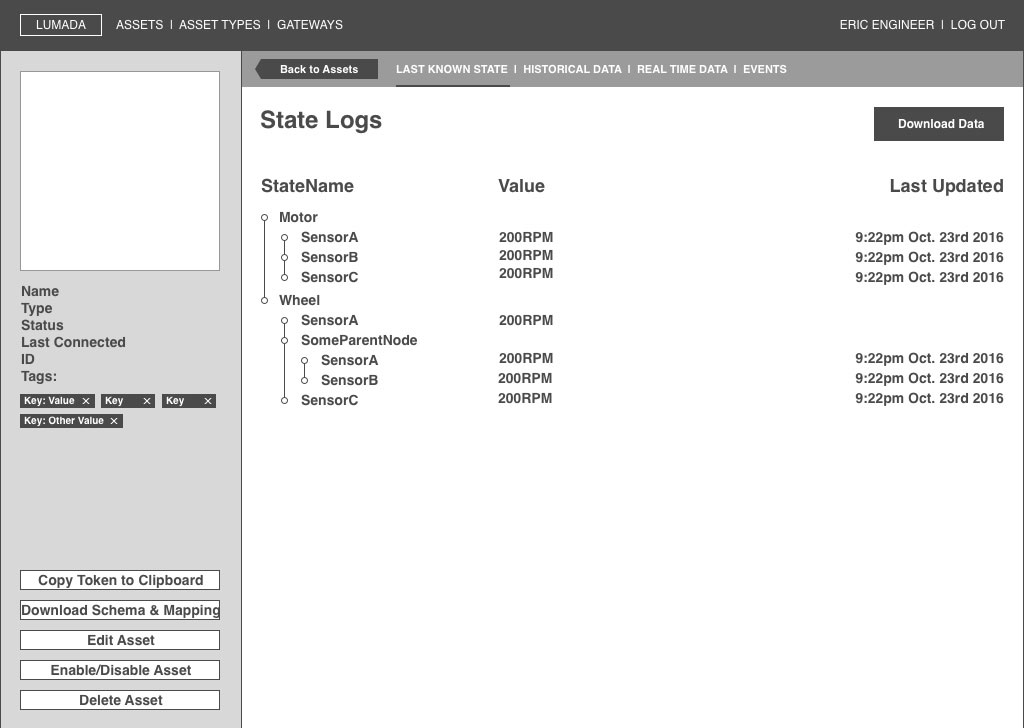 LUMADA ASSETS I ASSET TYPES I GATEWAYS ERIC ENGINEER I LOG OUT
Back to Assets LAST KNOWN STATE I HISTORICAL DATA I REAL TIME DATA I EVENTS
State Logs Download Data
StateName Value Last Updated
Motor
SensorA 200RPM 9:22pm Oct. 23rd 2016
SensorB 200RPM 9:22pm Oct. 23rd 2016
SensorC 200RPM 9:22pm Oct. 23rd 2016
Wheel
SensorA 200RPM
SomeParentNode
SensorA 200RPM 9:22pm Oct. 23rd 2016
SensorB 200RPM 9:22pm Oct. 23rd 2016
SensorC 200RPM 9:22pm Oct. 23rd 2016
Name
Type
Status
Last Connected
ID
Tags:
Key: Value × Key × Key ×
Key: Other Value ×
Copy Token to Clipboard
Download Schema & Mapping
Edit Asset
Enable/Disable Asset
Delete Asset